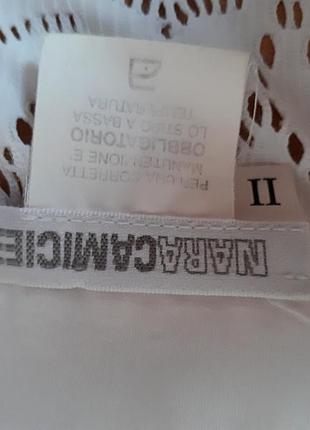 PER UNA CORRETTA
MANUTENZIONE E'
OBBLIGATORIO
LO STIRO A BASSA
TEMPERATURA
II
NARACAMICIE